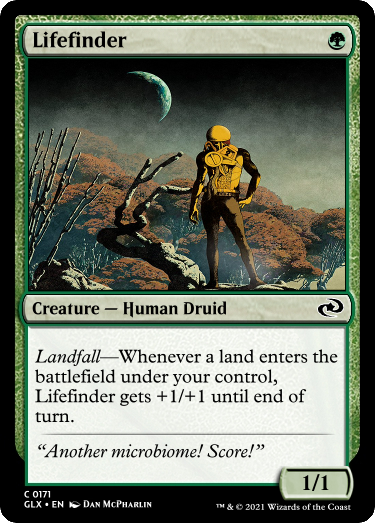 Lifefinder
Creature — Human Druid
Landfall—Whenever a land enters the
battlefield under your control,
Lifefinder gets +1/+1 until end of
turn.
“Another microbiome! Score!”
1/1
C 0171
GLX • EN DAN MCPHARLIN
™ & © 2021 Wizards of the Coast